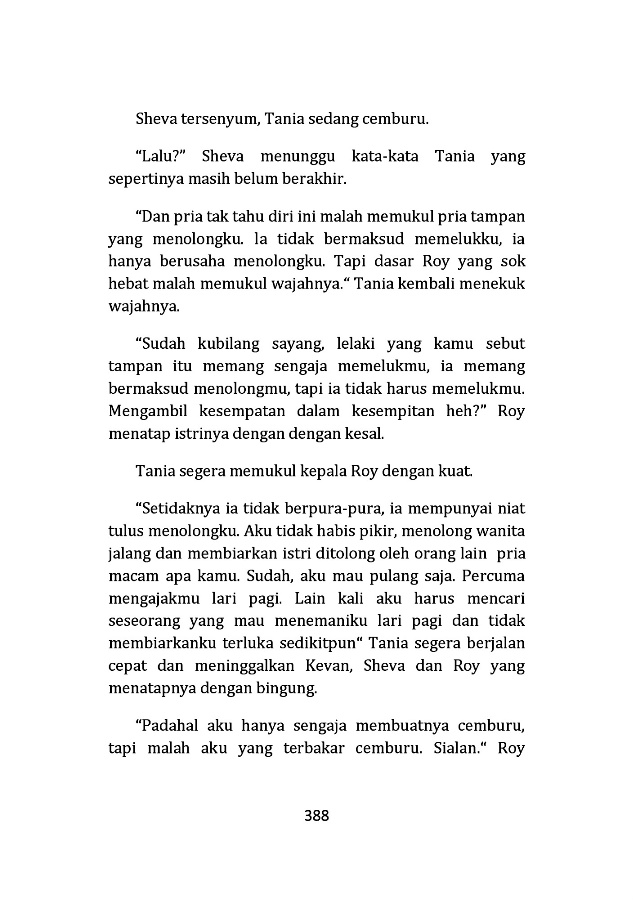 Sheva tersenyum, Tania sedang cemburu.
“Lalu?” Sheva menunggu kata-kata Tania yang
sepertinya masih belum berakhir.
“Dan pria tak tahu diri ini malah memukul pria tampan
yang menolongku. Ia tidak bermaksud memelukku, ia
hanya berusaha menolongku. Tapi dasar Roy yang sok
hebat malah memukul wajahnya.“ Tania kembali menekuk
wajahnya.
“Sudah kubilang sayang, lelaki yang kamu sebut
tampan itu memang sengaja memelukmu, ia memang
bermaksud menolongmu, tapi ia tidak harus memelukmu.
Mengambil kesempatan dalam kesempitan heh?” Roy
menatap istrinya dengan dengan kesal.
Tania segera memukul kepala Roy dengan kuat.
“Setidaknya ia tidak berpura-pura, ia mempunyai niat
tulus menolongku. Aku tidak habis pikir, menolong wanita
jalang dan membiarkan istri ditolong oleh orang lain  pria
macam apa kamu. Sudah, aku mau pulang saja. Percuma
mengajakmu lari pagi. Lain kali aku harus mencari
seseorang yang mau menemaniku lari pagi dan tidak
membiarkanku terluka sedikitpun“ Tania segera berjalan
cepat dan meninggalkan Kevan, Sheva dan Roy yang
menatapnya dengan bingung.
“Padahal aku hanya sengaja membuatnya cemburu,
tapi malah aku yang terbakar cemburu. Sialan.“ Roy
388